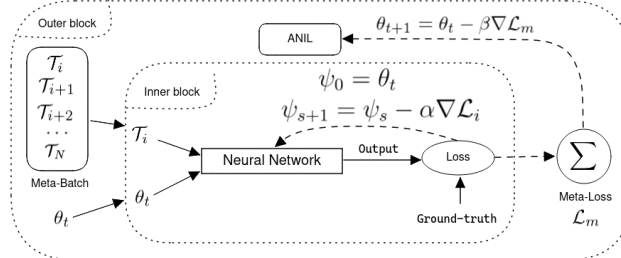 Outer block
ANIL
θ_{t+1} = θ_t − β∇ℒ_m
𝒯_i
𝒯_{i+1}
𝒯_{i+2}
...
𝒯_N
Meta-Batch
Inner block
ψ_0 = θ_t
ψ_{s+1} = ψ_s − α∇ℒ_i
𝒯_i
Neural Network
Output
Loss
∑
θ_t
Ground-truth
Meta-Loss
ℒ_m
θ_t